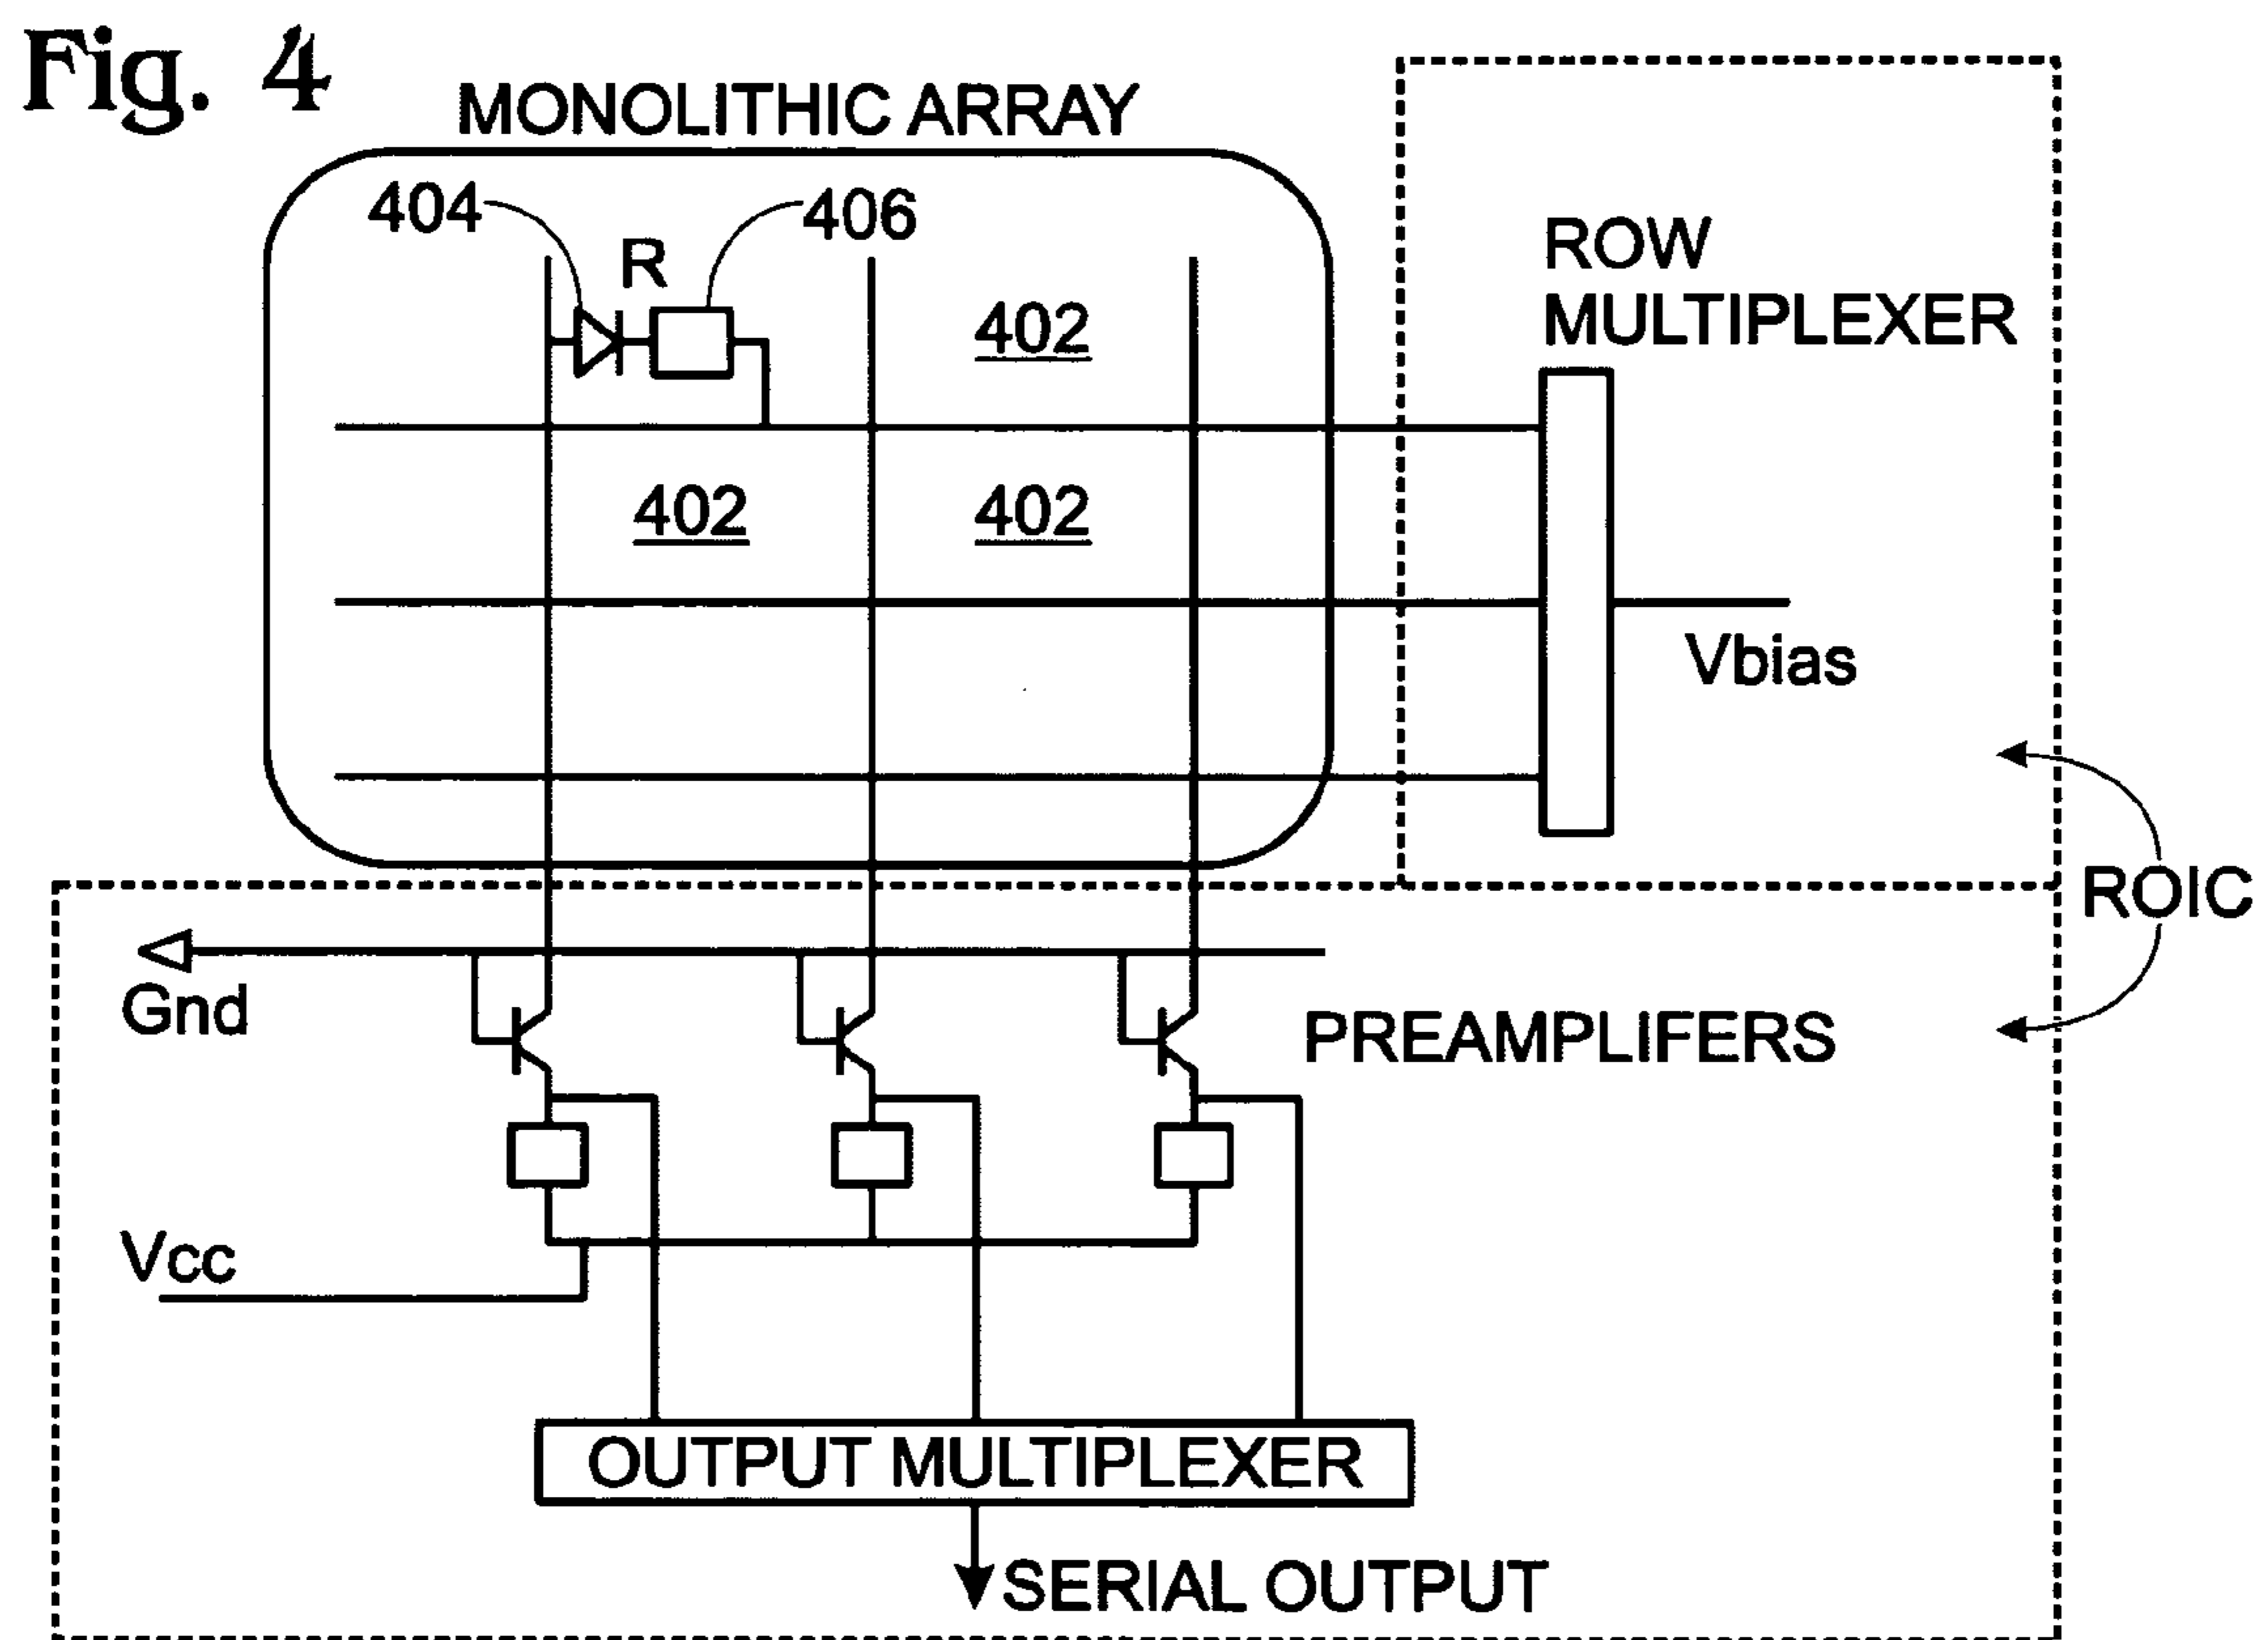 Fig. 4
MONOLITHIC ARRAY
404
R
406
ROW
MULTIPLEXER
402
402
402
Vbias
ROIC
Gnd
PREAMPLIFERS
Vcc
OUTPUT MULTIPLEXER
SERIAL OUTPUT